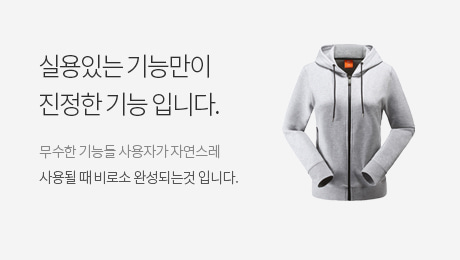 실용있는 기능만이
진정한 기능 입니다.
무수한 기능들 사용자가 자연스레
사용될 때 비로소 완성되는것 입니다.